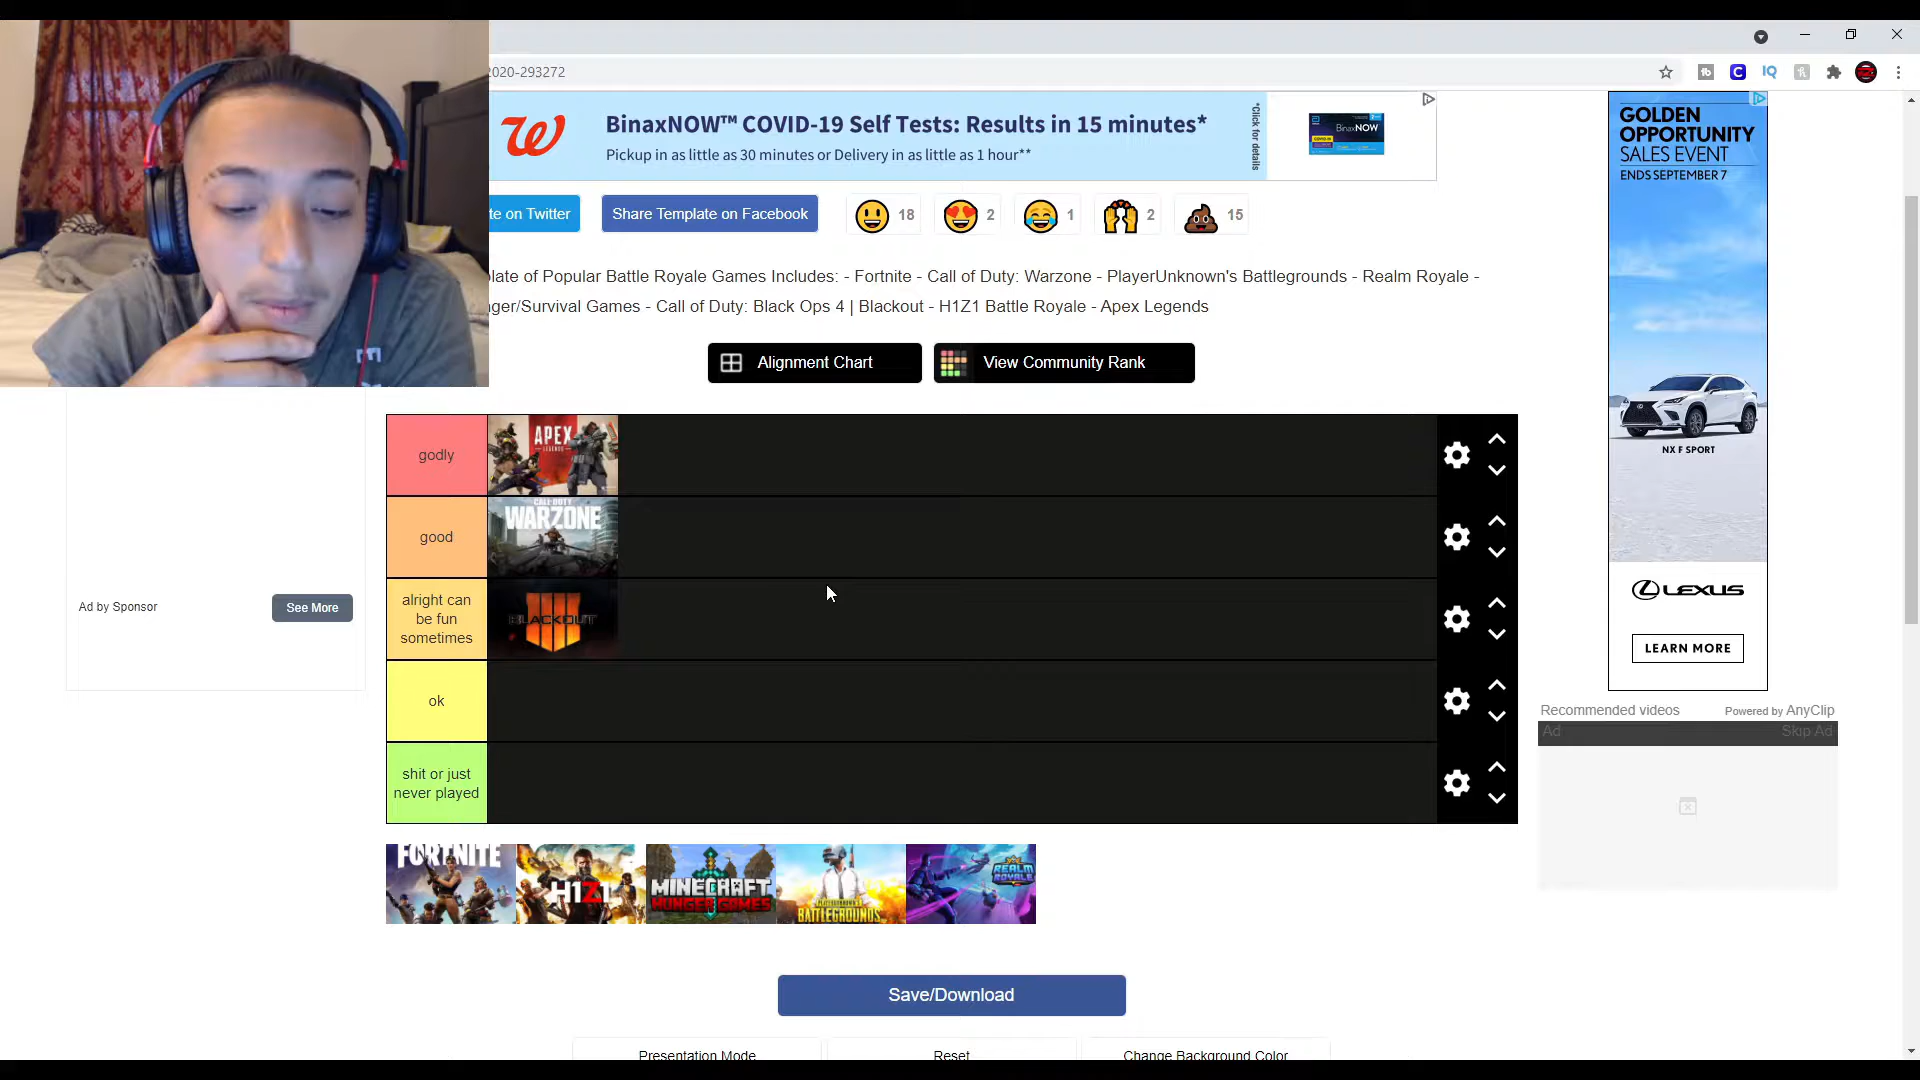 2020-293272
*Click for details
BinaxNOW™ COVID-19 Self Tests: Results in 15 minutes*
Pickup in as little as 30 minutes or Delivery in as little as 1 hour**
BinaxNOW
GOLDEN
OPPORTUNITY
SALES EVENT
ENDS SEPTEMBER 7
te on Twitter
Share Template on Facebook
18
2
1
2
15
late of Popular Battle Royale Games Includes: - Fortnite - Call of Duty: Warzone - PlayerUnknown's Battlegrounds - Realm Royale -
ger/Survival Games - Call of Duty: Black Ops 4 | Blackout - H1Z1 Battle Royale - Apex Legends
Alignment Chart
View Community Rank
NX F SPORT
godly
APEX
LEGENDS
good
CALL OF DUTY
WARZONE
alright can
be fun
sometimes
BLACKOUT
ok
shit or just
never played
Ad by Sponsor
See More
LEXUS
LEARN MORE
Recommended videos
Powered by AnyClip
Ad
Skip Ad
FORTNITE
H1Z1
MINECRAFT
HUNGER GAMES
PLAYERUNKNOWN'S
BATTLEGROUNDS
REALM
ROYALE
Save/Download
Presentation Mode
Reset
Change Background Color